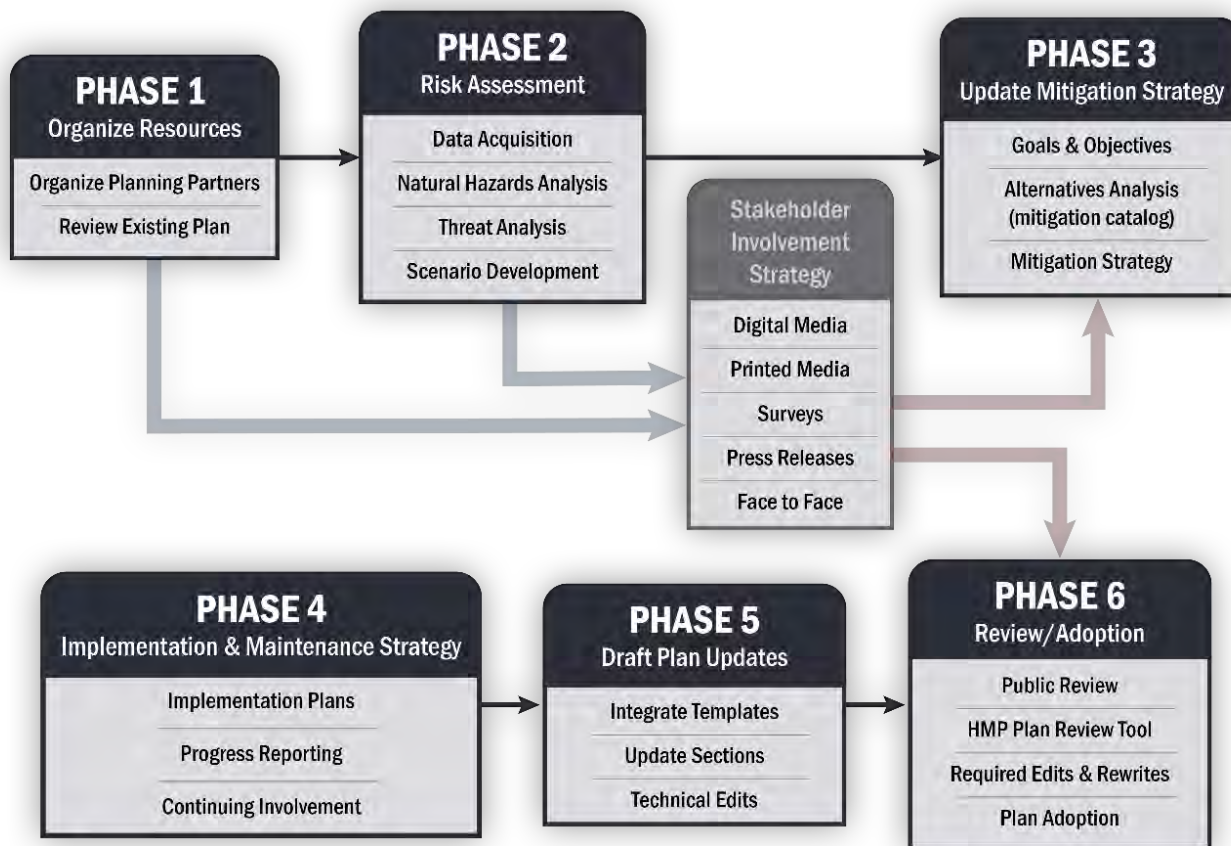 PHASE 1
Organize Resources
Organize Planning Partners
Review Existing Plan
PHASE 2
Risk Assessment
Data Acquisition
Natural Hazards Analysis
Threat Analysis
Scenario Development
PHASE 3
Update Mitigation Strategy
Goals & Objectives
Alternatives Analysis
(mitigation catalog)
Mitigation Strategy
Stakeholder
Involvement
Strategy
Digital Media
Printed Media
Surveys
Press Releases
Face to Face
PHASE 4
Implementation & Maintenance Strategy
Implementation Plans
Progress Reporting
Continuing Involvement
PHASE 5
Draft Plan Updates
Integrate Templates
Update Sections
Technical Edits
PHASE 6
Review/Adoption
Public Review
HMP Plan Review Tool
Required Edits & Rewrites
Plan Adoption